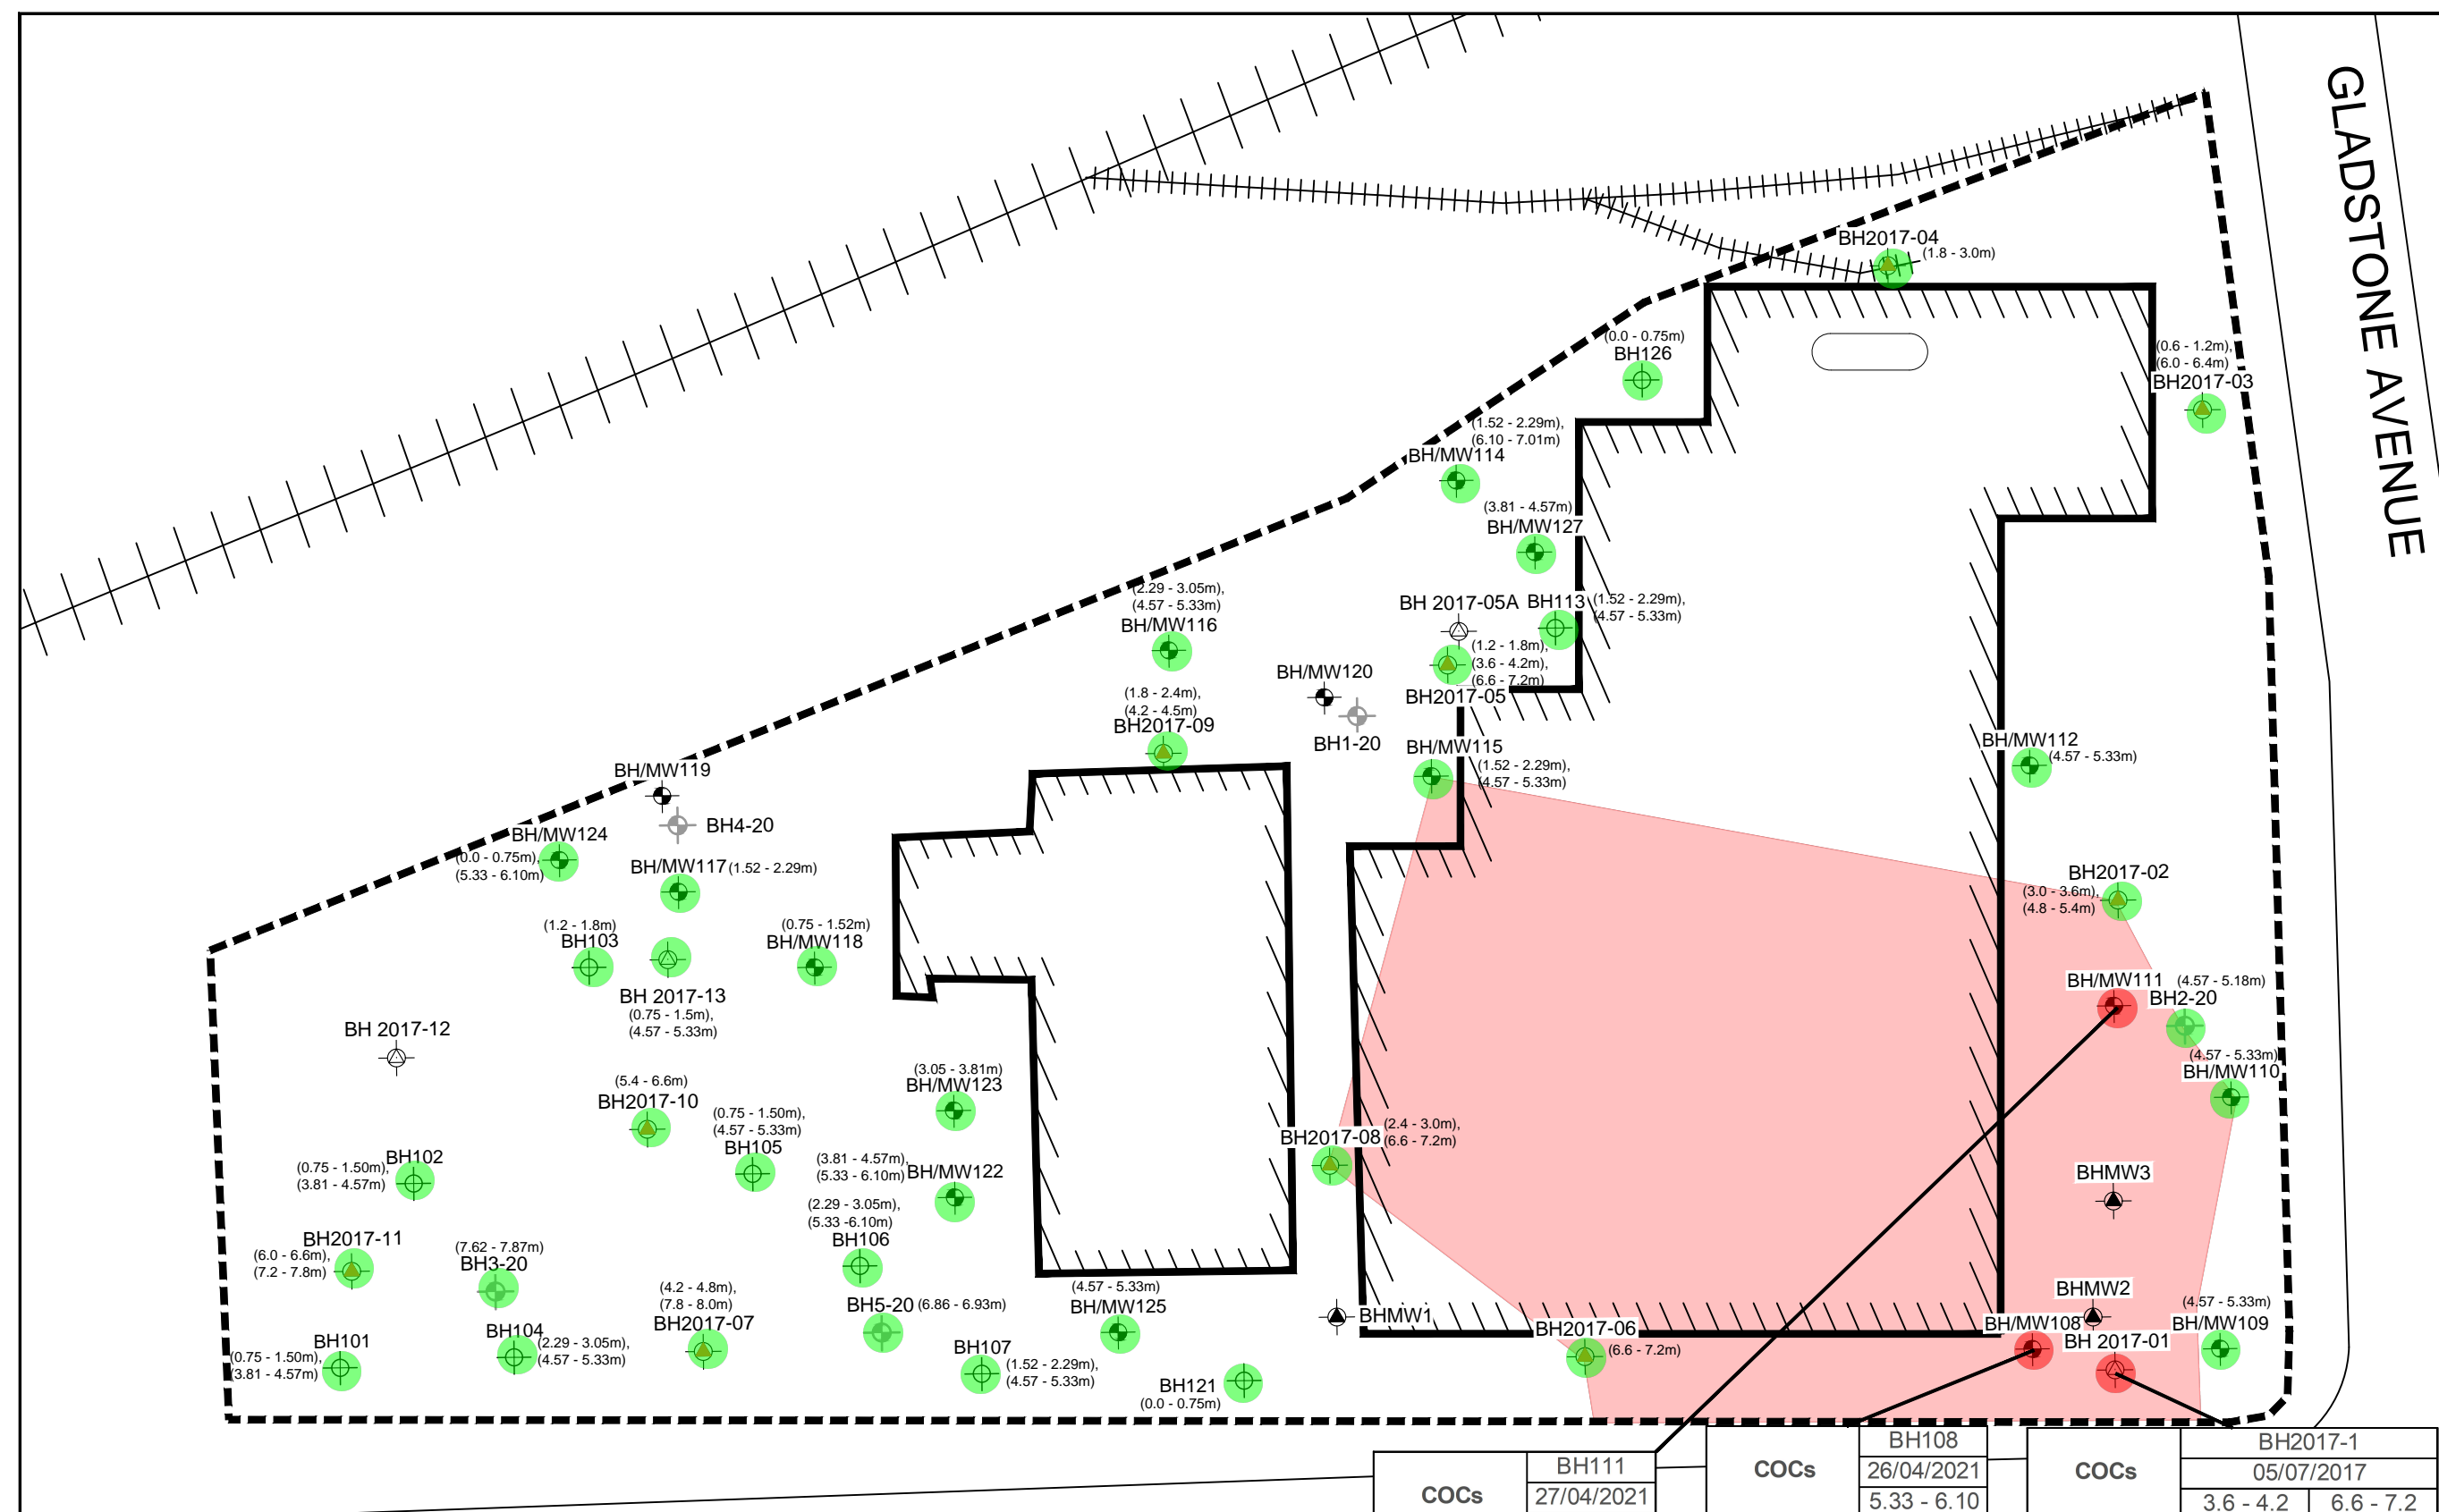 GLADSTONE AVENUE
BH2017-04
(1.8 - 3.0m)
(0.0 - 0.75m)
BH126
(0.6 - 1.2m),
(6.0 - 6.4m)
BH2017-03
(1.52 - 2.29m),
(6.10 - 7.01m)
BH/MW114
(3.81 - 4.57m)
BH/MW127
(2.29 - 3.05m),
(4.57 - 5.33m)
BH/MW116
BH 2017-05A
BH113
(1.52 - 2.29m),
(4.57 - 5.33m)
(1.2 - 1.8m),
(3.6 - 4.2m),
(6.6 - 7.2m)
BH2017-05
BH/MW120
BH1-20
(1.8 - 2.4m),
(4.2 - 4.5m)
BH2017-09
BH/MW115
(1.52 - 2.29m),
(4.57 - 5.33m)
BH/MW112
(4.57 - 5.33m)
BH/MW119
BH4-20
BH/MW124
(0.0 - 0.75m),
(5.33 - 6.10m)
BH/MW117 (1.52 - 2.29m)
BH2017-02
(3.0 - 3.6m),
(4.8 - 5.4m)
(1.2 - 1.8m)
BH103
(0.75 - 1.52m)
BH/MW118
BH 2017-13
(0.75 - 1.5m),
(4.57 - 5.33m)
BH/MW111
(4.57 - 5.18m)
BH2-20
BH 2017-12
(4.57 - 5.33m)
BH/MW110
(5.4 - 6.6m)
BH2017-10
(3.05 - 3.81m)
BH/MW123
(0.75 - 1.50m),
(4.57 - 5.33m)
BH105
BH2017-08
(2.4 - 3.0m),
(6.6 - 7.2m)
BH102
(0.75 - 1.50m),
(3.81 - 4.57m)
(3.81 - 4.57m),
(5.33 - 6.10m)
BH/MW122
BHMW3
(2.29 - 3.05m),
(5.33 -6.10m)
BH106
BH2017-11
(6.0 - 6.6m),
(7.2 - 7.8m)
(7.62 - 7.87m)
BH3-20
(4.2 - 4.8m),
(7.8 - 8.0m)
BH2017-07
BH5-20 (6.86 - 6.93m)
(4.57 - 5.33m)
BH/MW125
BHMW1
BHMW2
(4.57 - 5.33m)
BH/MW109
BH2017-06
(6.6 - 7.2m)
BH/MW108
BH 2017-01
BH101
(0.75 - 1.50m),
(3.81 - 4.57m)
BH104
(2.29 - 3.05m),
(4.57 - 5.33m)
BH107
(1.52 - 2.29m),
(4.57 - 5.33m)
BH121
(0.0 - 0.75m)
COCs
BH111
27/04/2021
COCs
BH108
26/04/2021
5.33 - 6.10
COCs
BH2017-1
05/07/2017
3.6 - 4.2
6.6 - 7.2